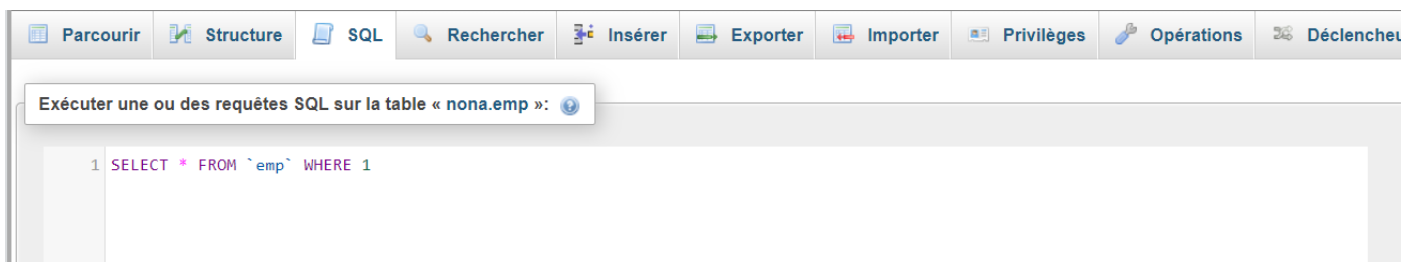 Parcourir Structure SQL Rechercher Insérer Exporter Importer Privilèges Opérations Déclencheu
Exécuter une ou des requêtes SQL sur la table « nona.emp »:
1 SELECT * FROM `emp` WHERE 1